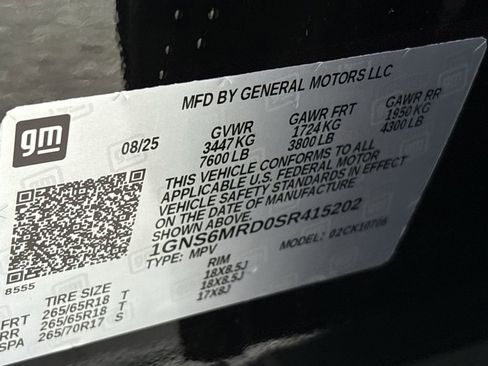 MFD BY GENERAL MOTORS LLC
gm
08/25
GVWR
3447 KG
7600 LB
GAWR FRT
1724 KG
3800 LB
GAWR RR
1950 KG
4300 LB
THIS VEHICLE CONFORMS TO ALL
APPLICABLE U.S. FEDERAL MOTOR
VEHICLE SAFETY STANDARDS IN EFFECT
ON THE DATE OF MANUFACTURE
SHOWN ABOVE.
1GNS6MRD0SR415202
TYPE: MPV
MODEL: 02CK10706
8555
TIRE SIZE
RIM
FRT 265/65R18 T 18X8.5J
RR 265/65R18 T 18X8.5J
SPA 265/70R17 S 17X8J